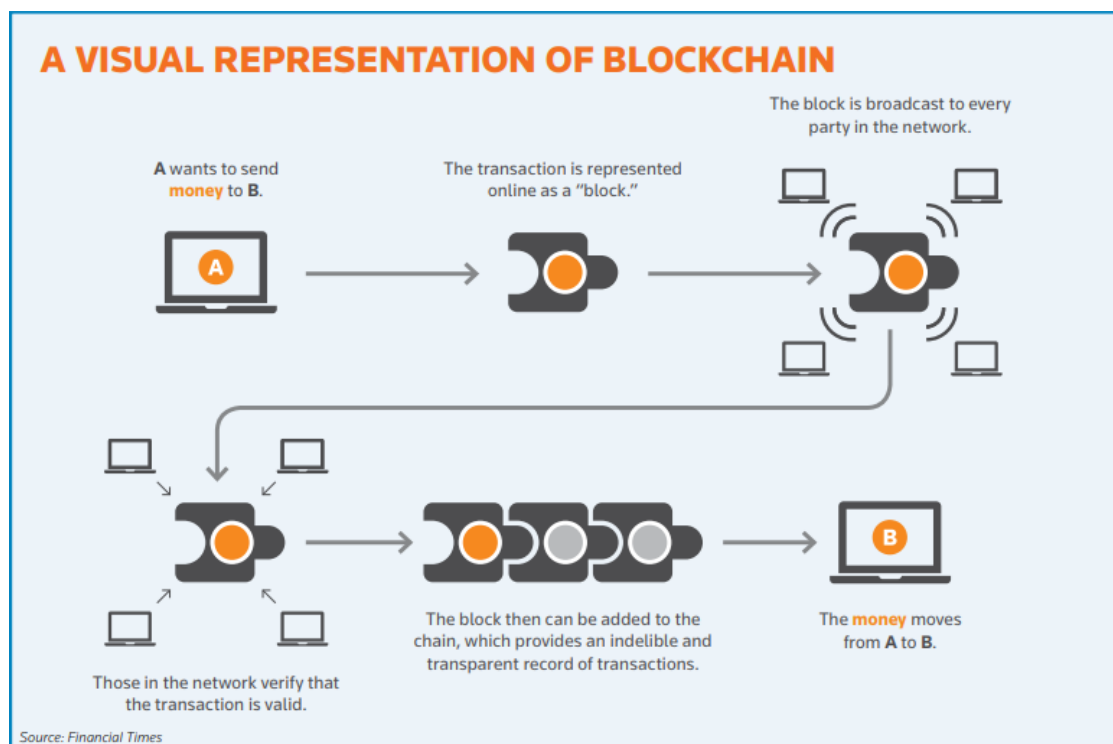 A VISUAL REPRESENTATION OF BLOCKCHAIN
A wants to send
money to B.
A
The transaction is represented
online as a “block.”
The block is broadcast to every
party in the network.
Those in the network verify that
the transaction is valid.
The block then can be added to the
chain, which provides an indelible and
transparent record of transactions.
B
The money moves
from A to B.
Source: Financial Times